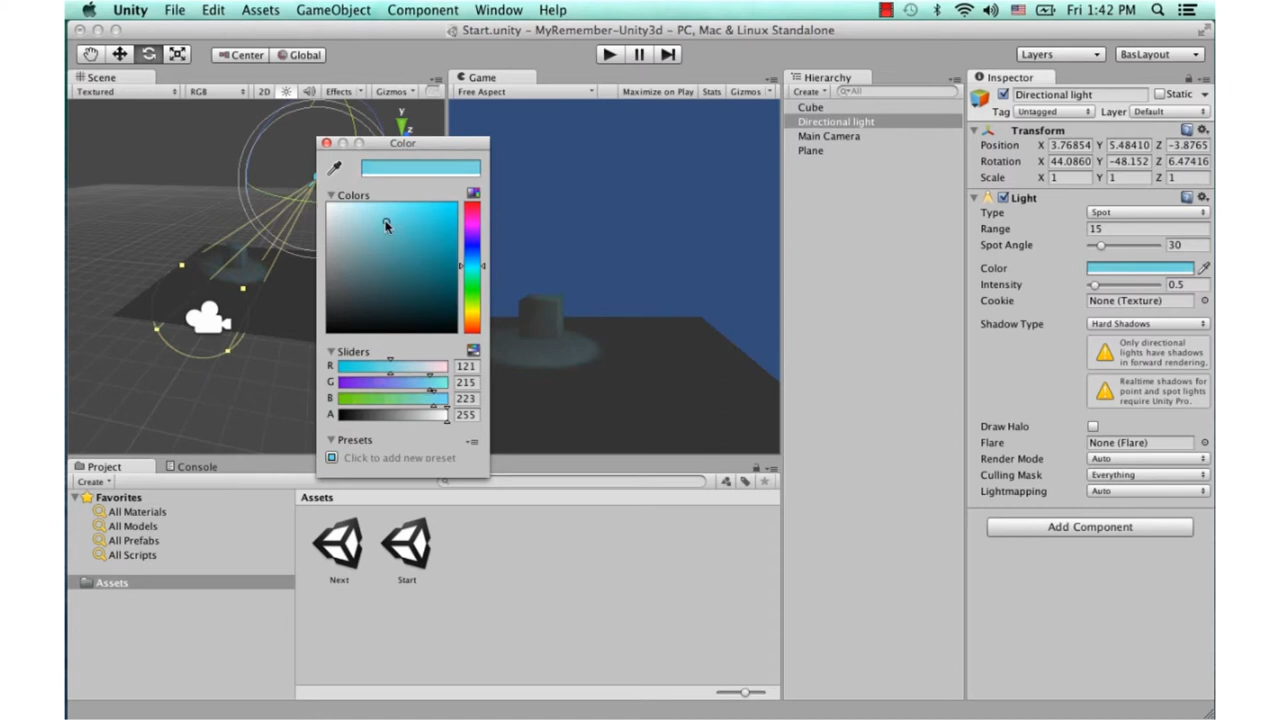 Unity File Edit Assets GameObject Component Window Help Fri 1:42 PM
Start.unity - MyRemember-Unity3d - PC, Mac & Linux Standalone
Center Global Layers BasLayout
Scene
Textured RGB 2D Effects Gizmos
y
z
Game
Free Aspect Maximize on Play Stats Gizmos
Hierarchy
Create All
Cube
Directional light
Main Camera
Plane
Inspector
Directional light Static
Tag Untagged Layer Default
Transform
Position X 3.76854 Y 5.48410 Z -3.8765
Rotation X 44.0860 Y -48.152 Z 6.47416
Scale X 1 Y 1 Z 1
Light
Type Spot
Range 15
Spot Angle 30
Color
Intensity 0.5
Cookie None (Texture)
Shadow Type Hard Shadows
Only directional
lights have shadows
in forward rendering.
Realtime shadows for
point and spot lights
require Unity Pro.
Draw Halo
Flare None (Flare)
Render Mode Auto
Culling Mask Everything
Lightmapping Auto
Add Component
Color
Colors
Sliders
R 121
G 215
B 223
A 255
Presets
Click to add new preset
Project Console
Create
Favorites
All Materials
All Models
All Prefabs
All Scripts
Assets
Assets
Next Start